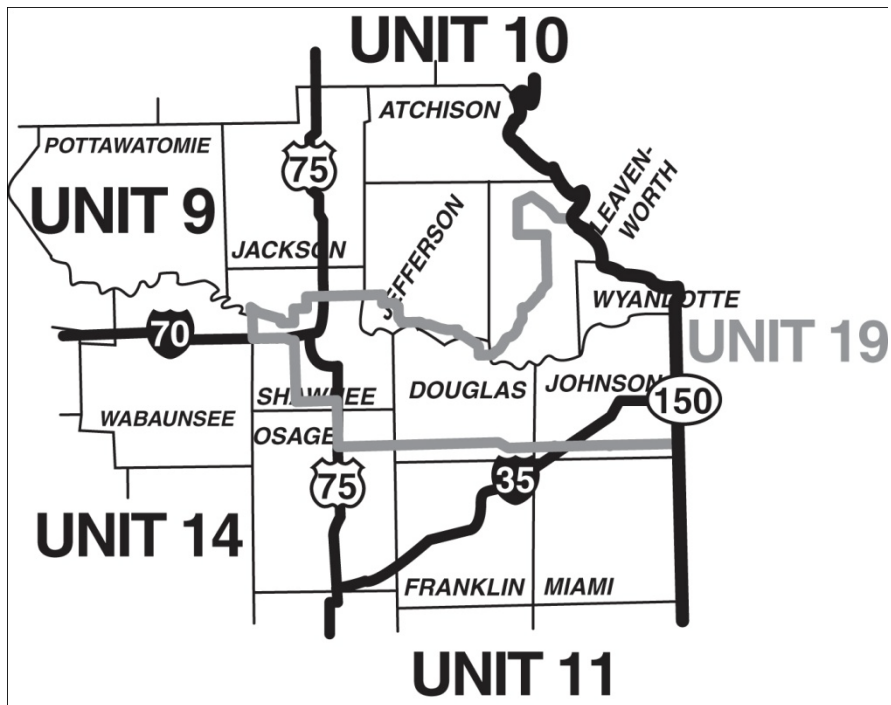 UNIT 10
ATCHISON
POTTAWATOMIE
75
LEAVEN-
WORTH
UNIT 9
JACKSON
JEFFERSON
WYANDOTTE
70
UNIT 19
SHAWNEE
DOUGLAS
JOHNSON
150
WABAUNSEE
OSAGE
75
35
UNIT 14
FRANKLIN
MIAMI
UNIT 11